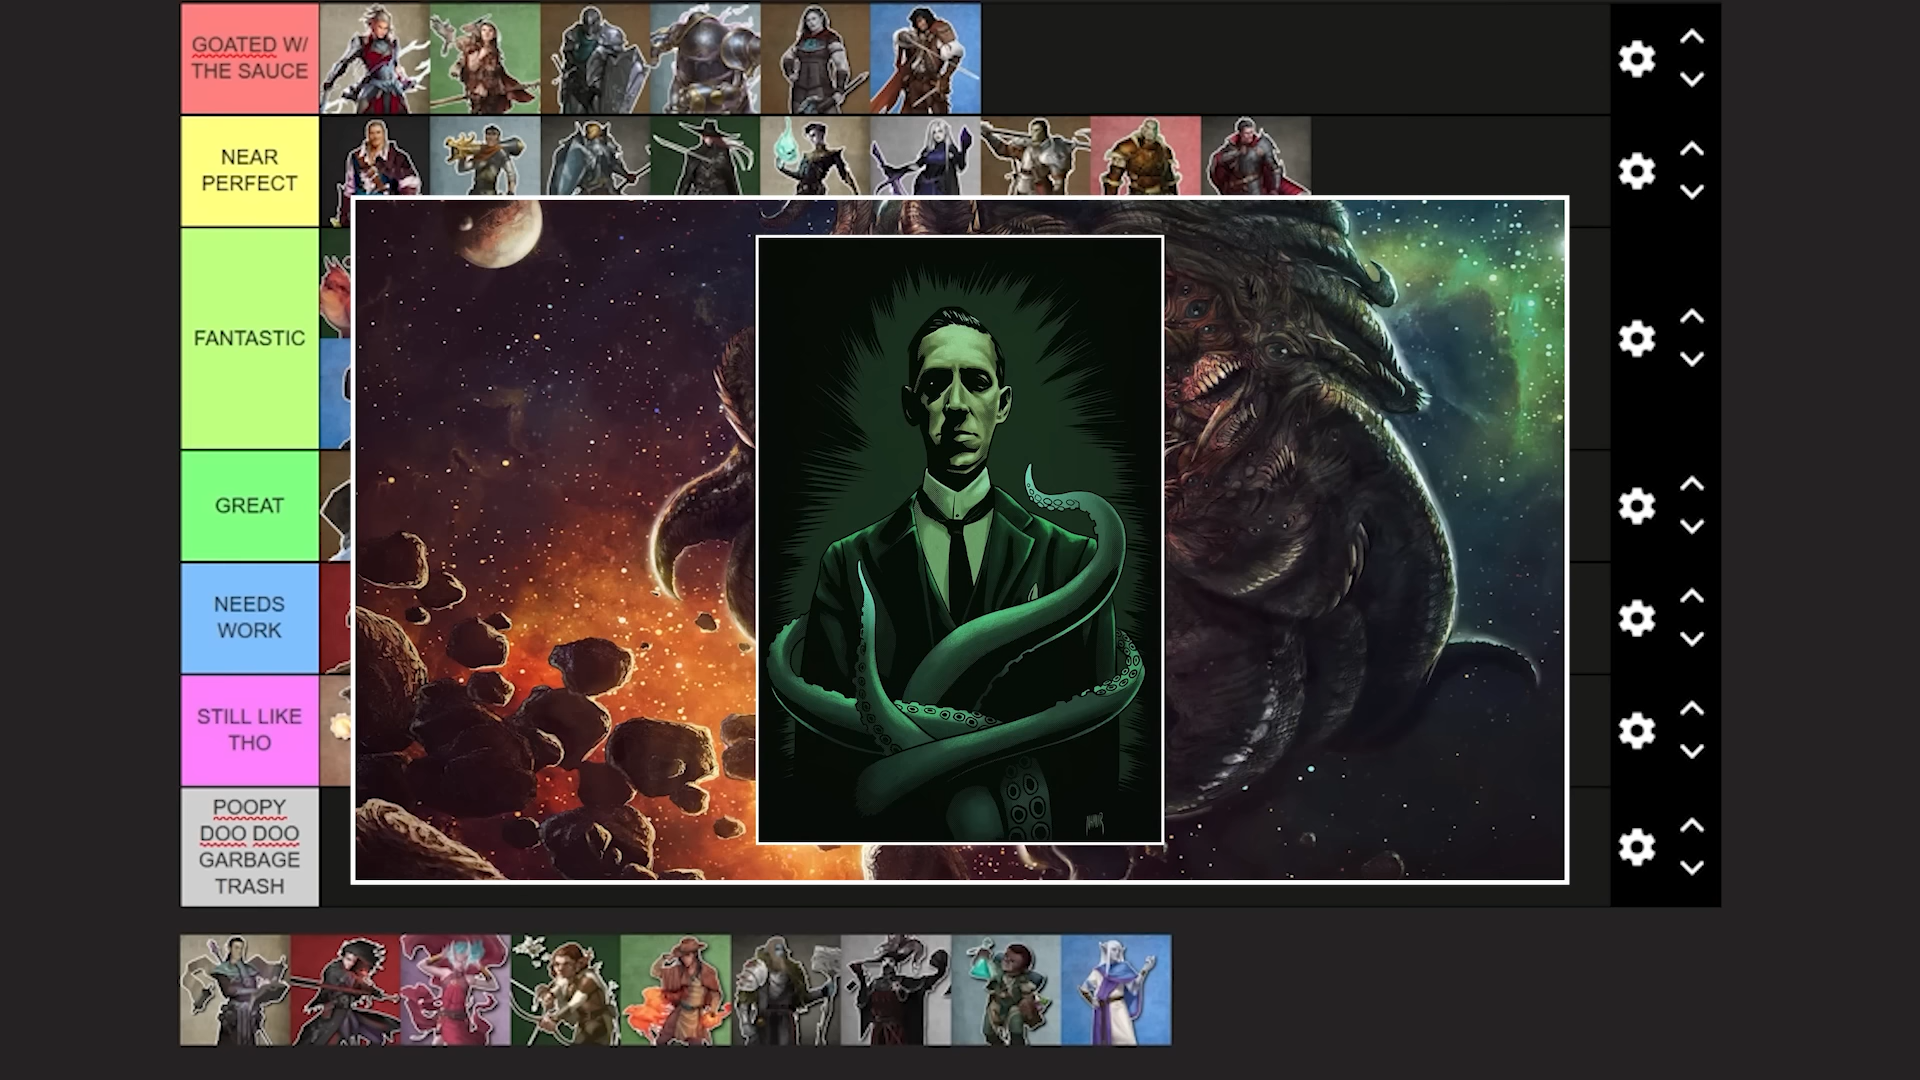 GOATED W/
THE SAUCE
NEAR
PERFECT
FANTASTIC
GREAT
NEEDS
WORK
STILL LIKE
THO
POOPY
DOO DOO
GARBAGE
TRASH